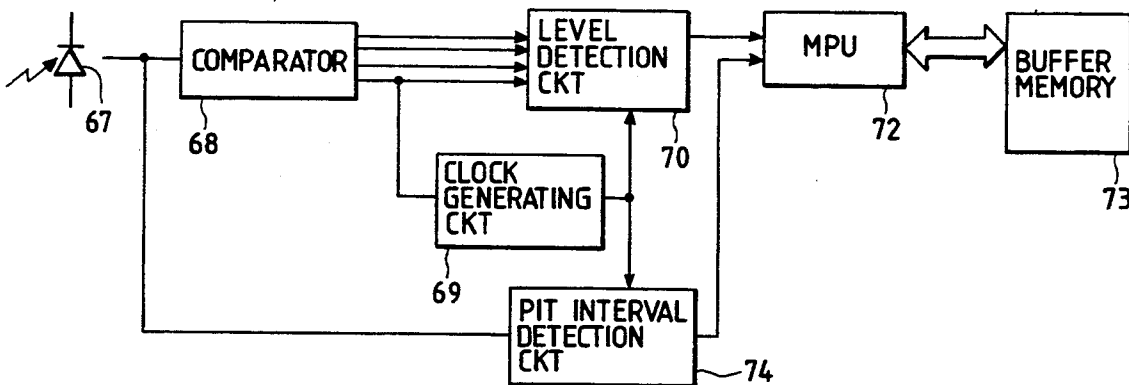 67
COMPARATOR
68
LEVEL
DETECTION
CKT
70
MPU
72
BUFFER
MEMORY
73
CLOCK
GENERATING
CKT
69
PIT INTERVAL
DETECTION
CKT
74